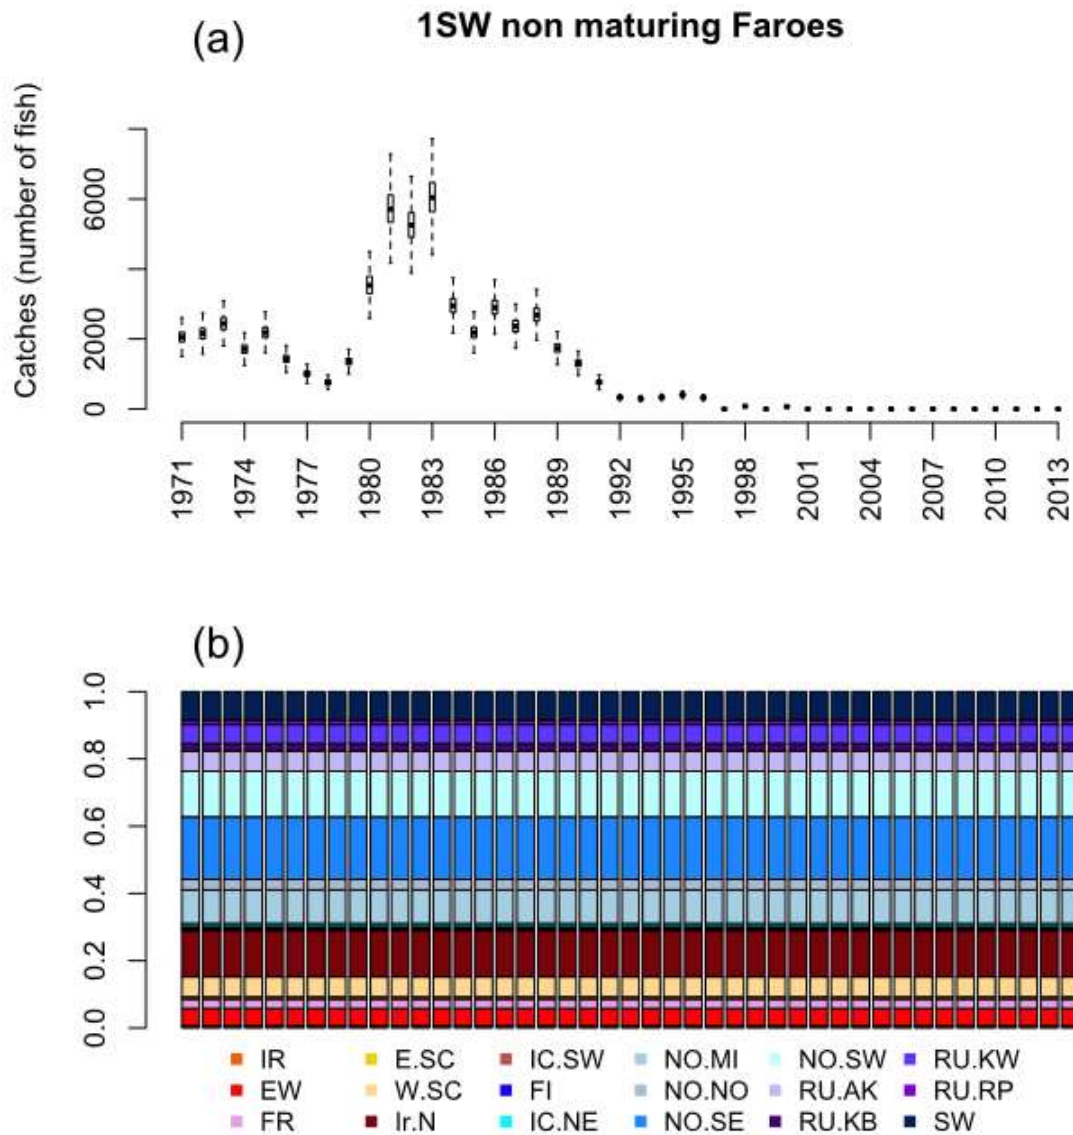 1SW non maturing Faroes
(a)
Catches (number of fish)
6000
2000
0
1971 1974 1977 1980 1983 1986 1989 1992 1995 1998 2001 2004 2007 2010 2013
(b)
1.0
0.8
0.6
0.4
0.2
0.0
IR E.SC IC.SW NO.MI NO.SW RU.KW
EW W.SC FI NO.NO RU.AK RU.RP
FR Ir.N IC.NE NO.SE RU.KB SW